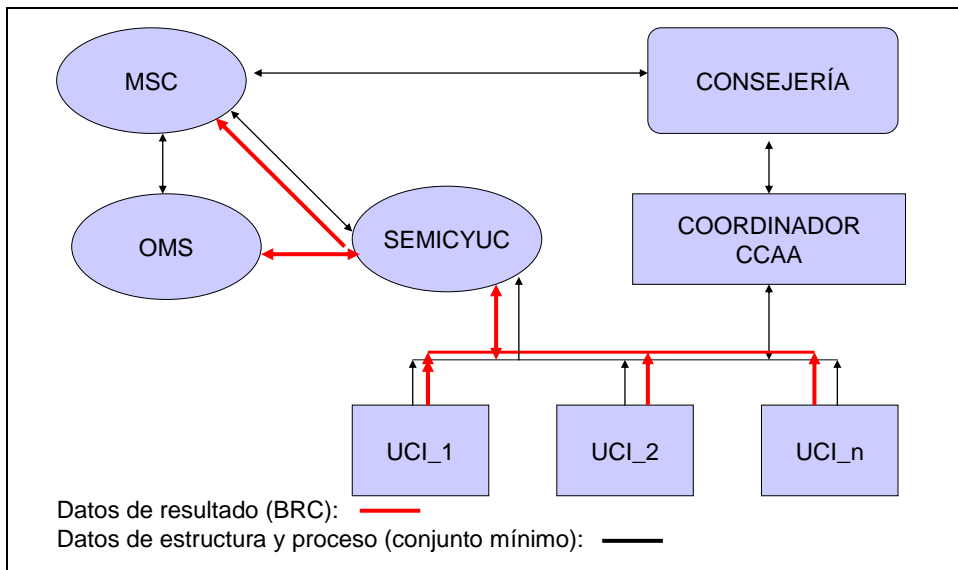 MSC
CONSEJERÍA
OMS
SEMICYUC
COORDINADOR
CCAA
UCI_1
UCI_2
UCI_n
Datos de resultado (BRC):
Datos de estructura y proceso (conjunto mínimo):